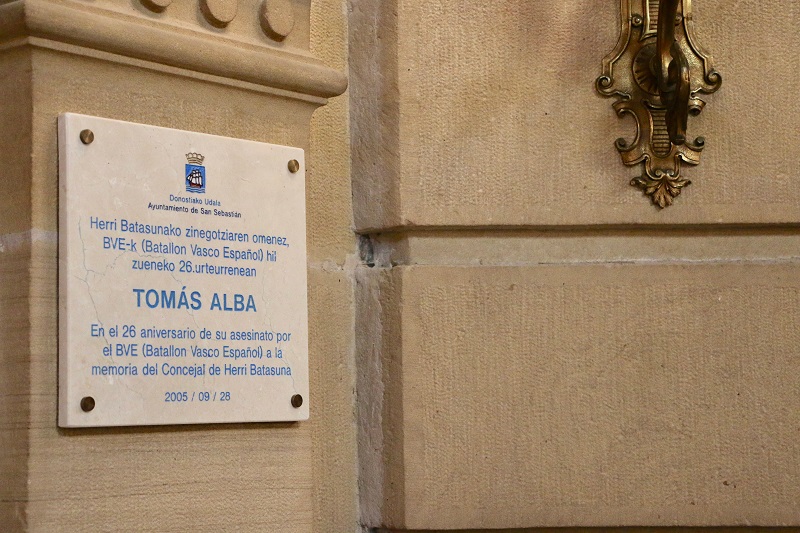 Donostiako Udala
Ayuntamiento de San Sebastián
Herri Batasunako zinegotziaren omenez,
BVE-k (Batallon Vasco Español) hil
zueneko 26.urteurrenean
TOMÁS ALBA
En el 26 aniversario de su asesinato por
el BVE (Batallon Vasco Español) a la
memoria del Concejal de Herri Batasuna
2005 / 09 / 28